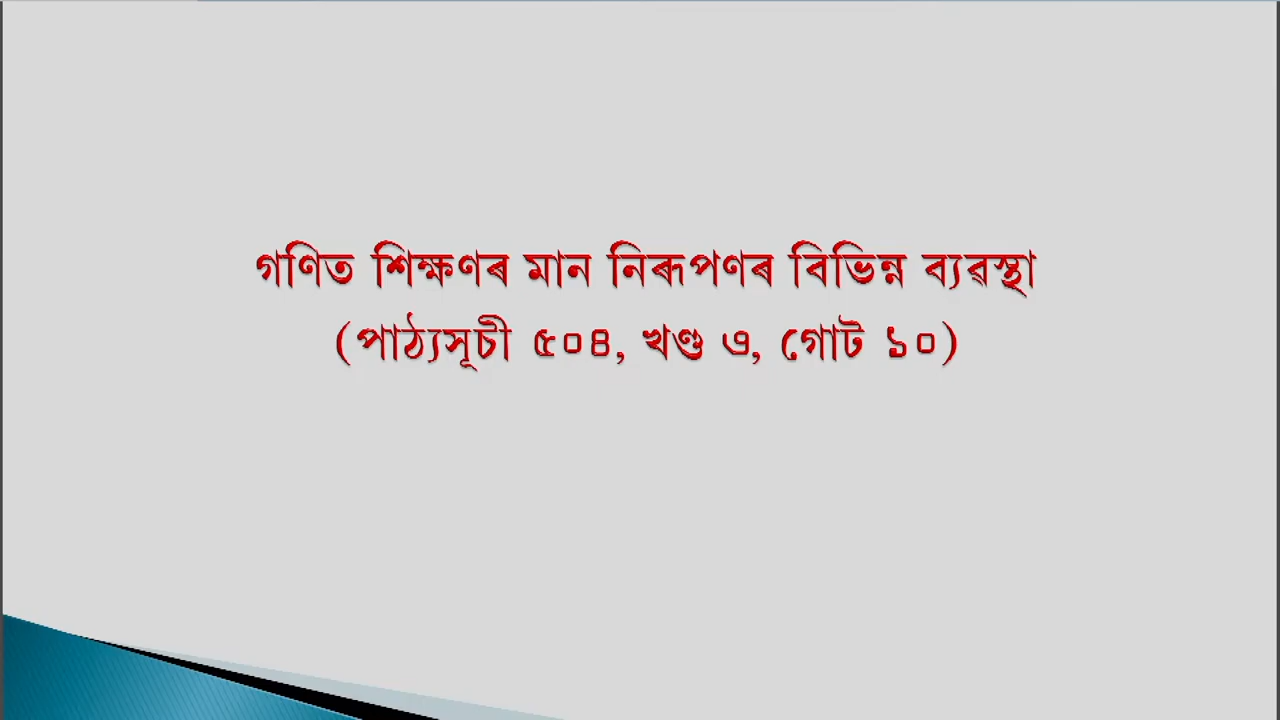 গণিত শিক্ষণৰ মান নিৰূপণৰ বিভিন্ন ব্যৱস্থা
(পাঠ্যসূচী ৫০৪, খণ্ড ৩, গোট ১০)